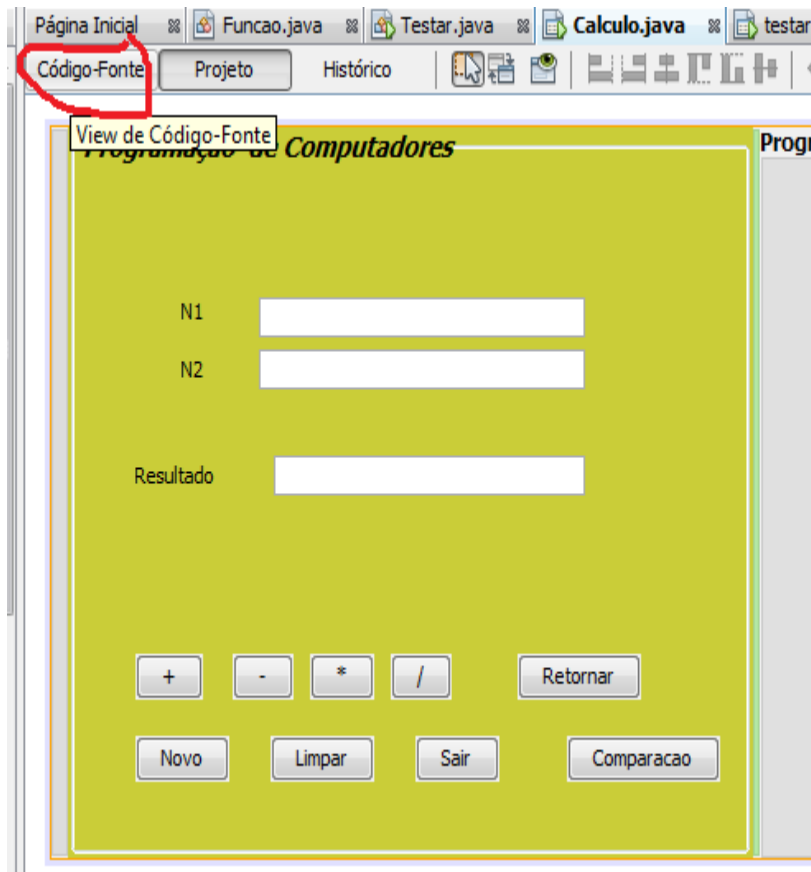 Página Inicial Funcao.java Testar.java Calculo.java testar
Código-Fonte Projeto Histórico
View de Código-Fonte
Programação de Computadores
Progr
N1
N2
Resultado
+ - * / Retornar
Novo Limpar Sair Comparacao